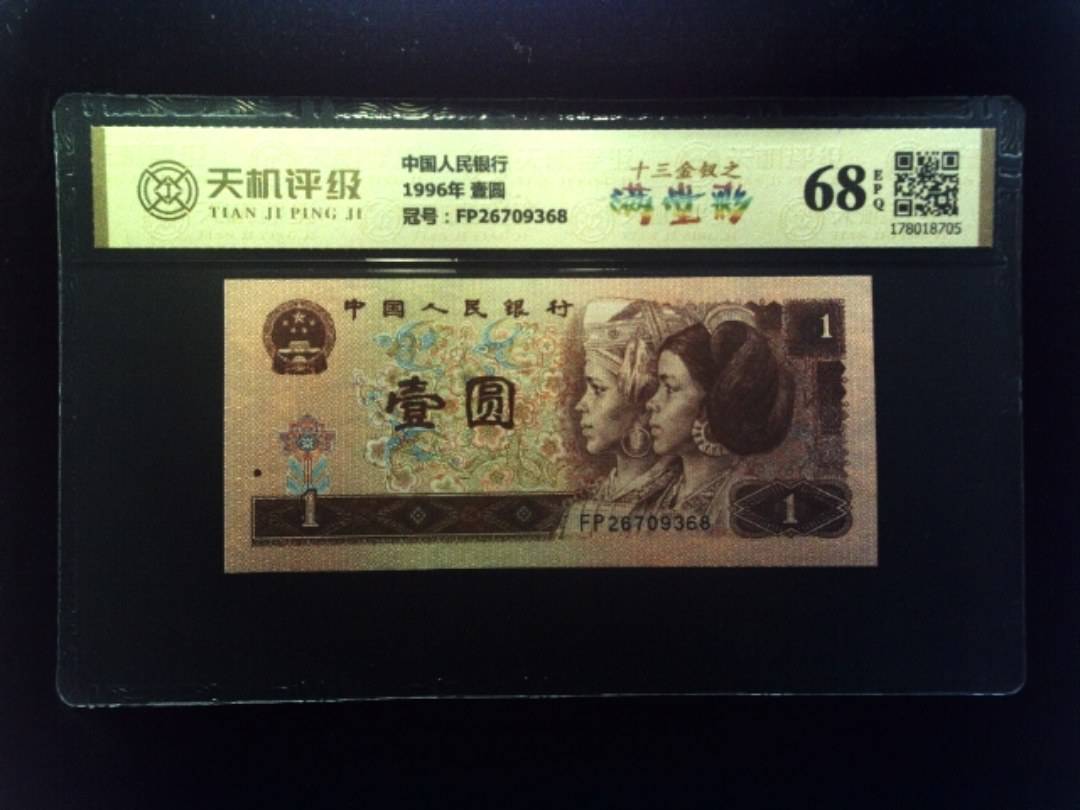 天机评级
TIAN JI PING JI
中国人民银行
1996年 壹圆
冠号：FP26709368
十三金钗之
满堂彩
68
EPQ
178018705
中国人民银行
1
壹圆
1
FP26709368
1